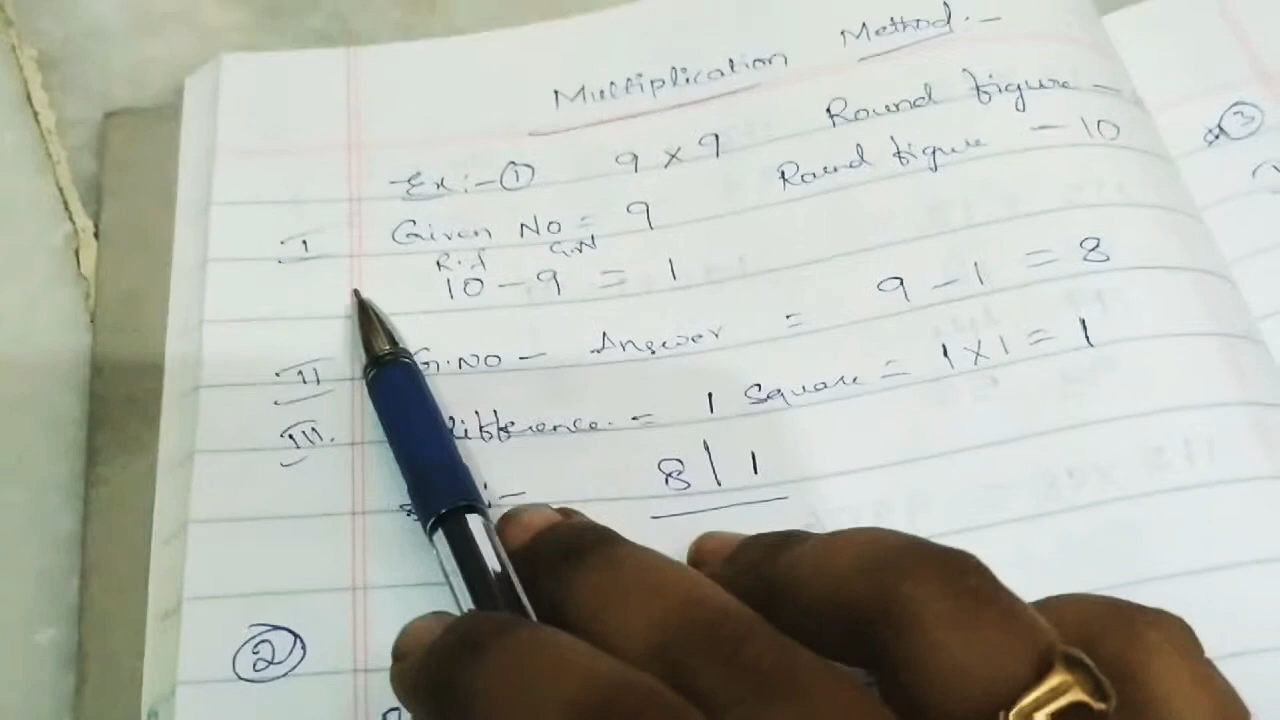 Multiplication Method:-
Ex:-① 9 × 9 Round figure -
Round figure - 10
I Given No = 9
R.f G.N
10 - 9 = 1
II G.NO - Answer = 9 - 1 = 8
III. Difference. = 1 Square = 1×1 = 1
:- 8 | 1
②
③